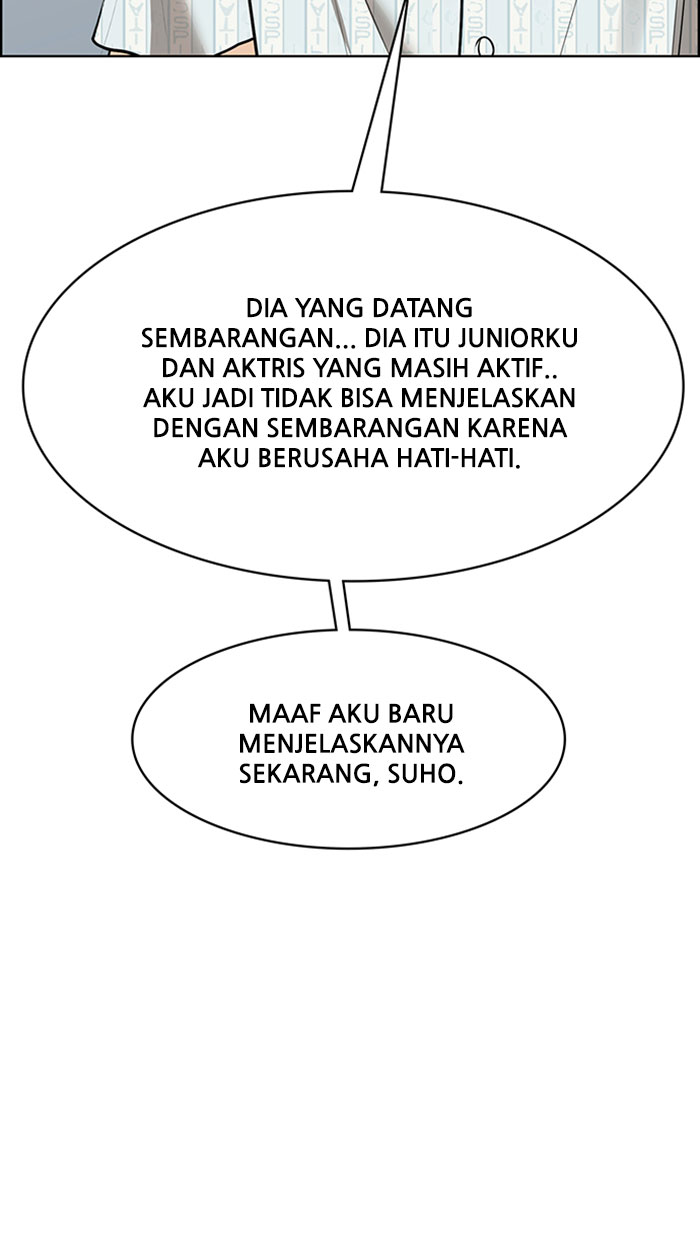 DIA YANG DATANG
SEMBARANGAN... DIA ITU JUNIORKU
DAN AKTRIS YANG MASIH AKTIF..
AKU JADI TIDAK BISA MENJELASKAN
DENGAN SEMBARANGAN KARENA
AKU BERUSAHA HATI-HATI.
MAAF AKU BARU
MENJELASKANNYA
SEKARANG, SUHO.